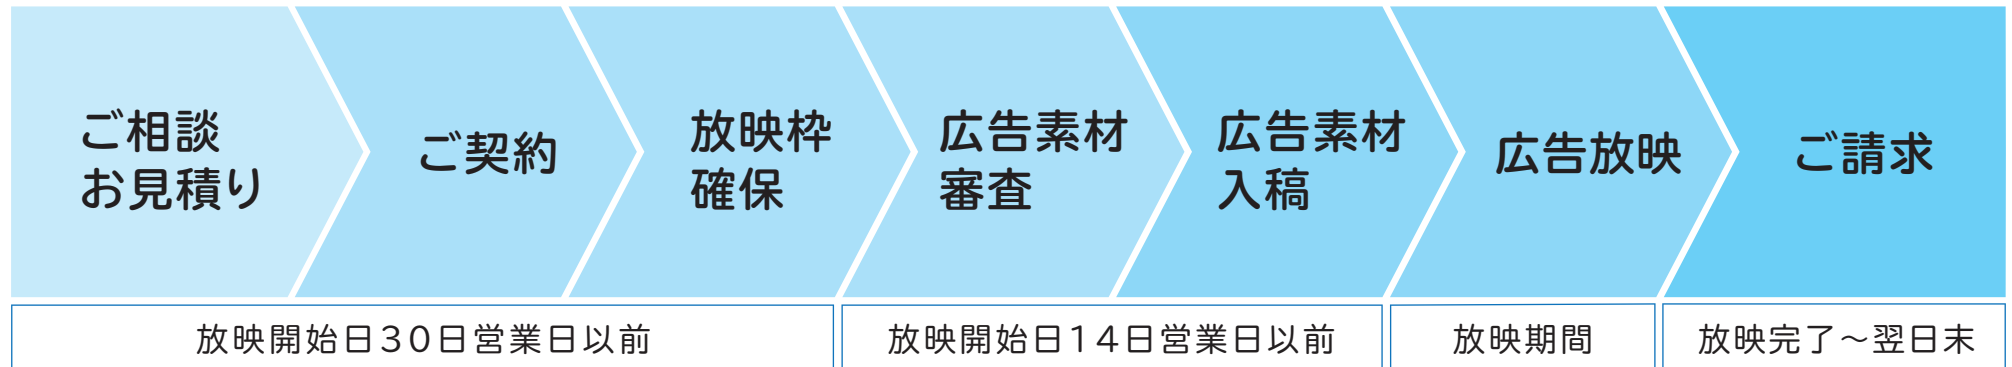 ご相談
お見積り
ご契約
放映枠
確保
広告素材
審査
広告素材
入稿
広告放映
ご請求
放映開始日30日営業日以前
放映開始日14日営業日以前
放映期間
放映完了～翌日末